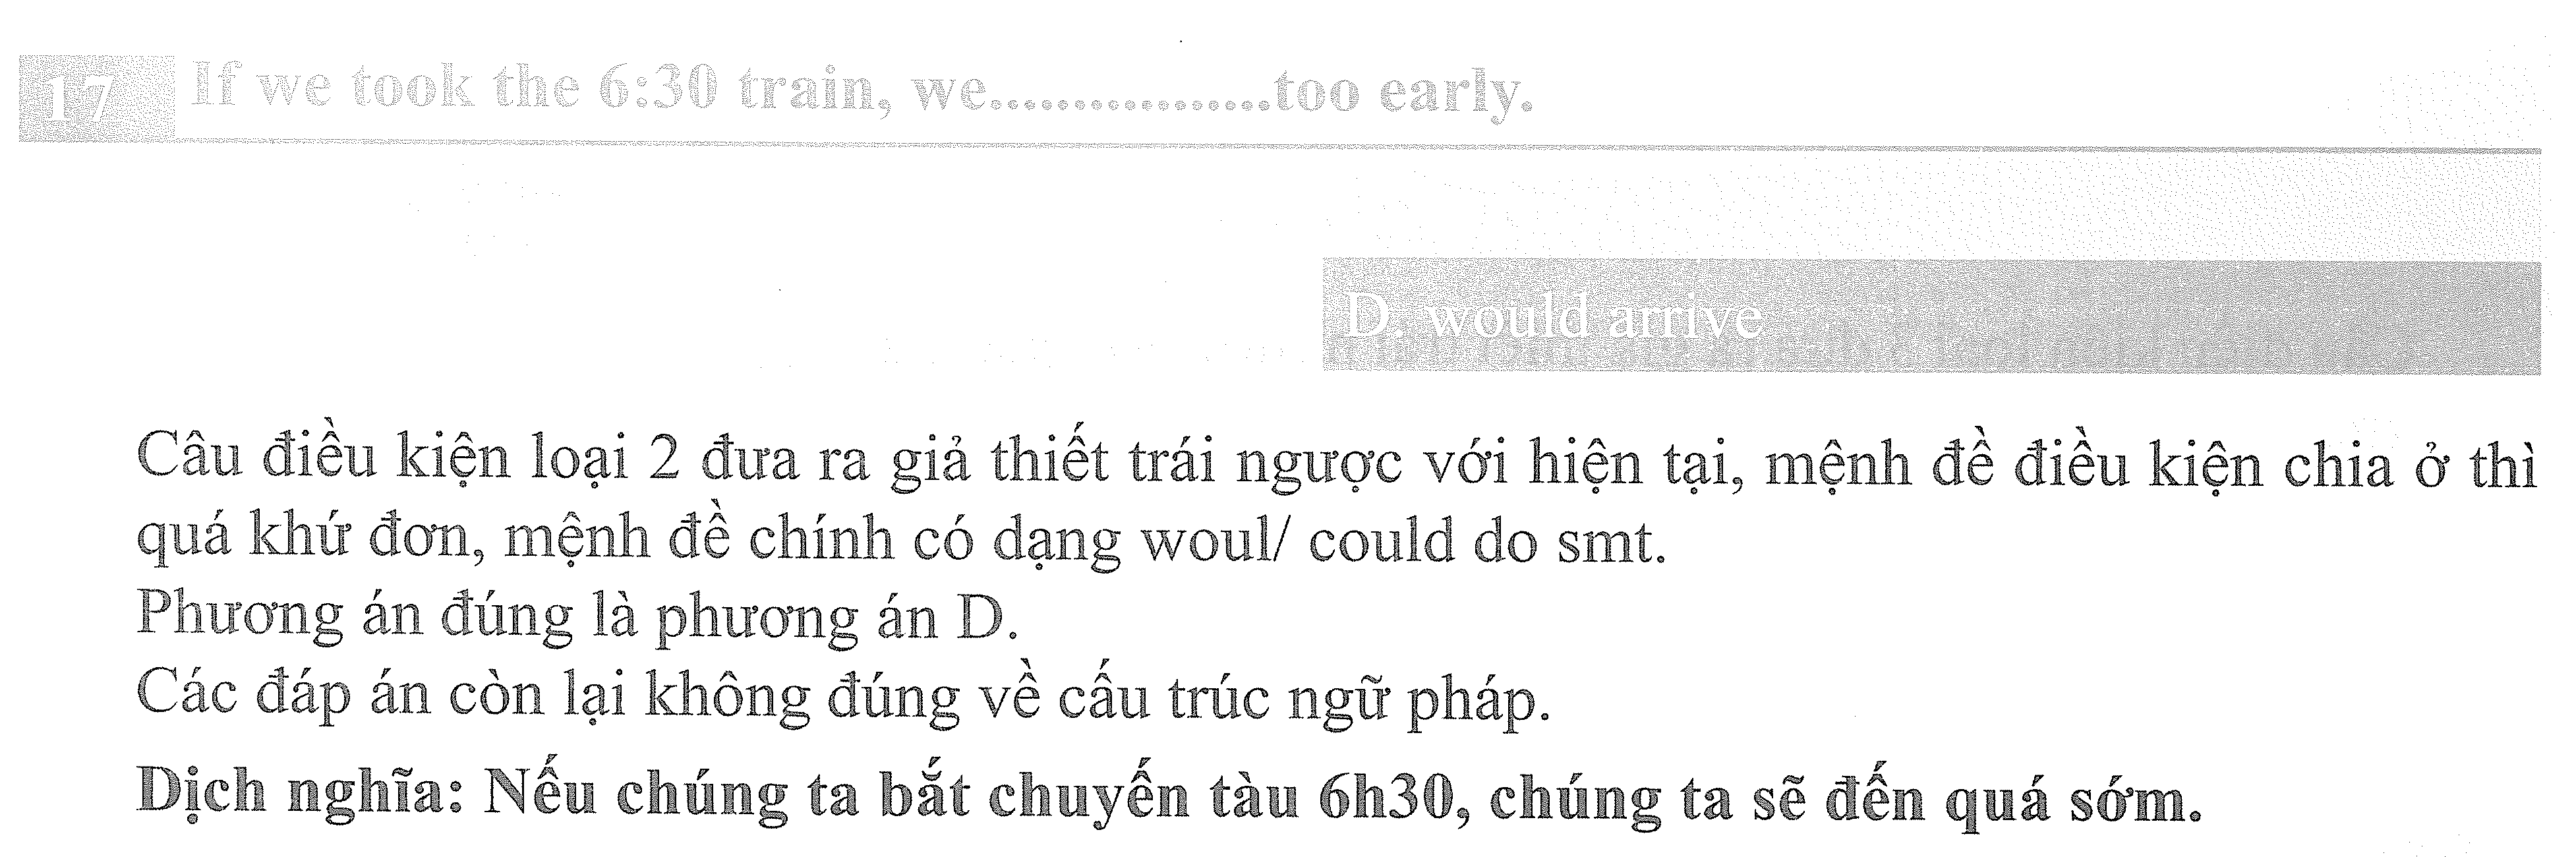 17 If we took the 6:30 train, we.................too early.
D. would arrive
Câu điều kiện loại 2 đưa ra giả thiết trái ngược với hiện tại, mệnh đề điều kiện chia ở thì
quá khứ đơn, mệnh đề chính có dạng woul/ could do smt.
Phương án đúng là phương án D.
Các đáp án còn lại không đúng về cấu trúc ngữ pháp.
Dịch nghĩa: Nếu chúng ta bắt chuyến tàu 6h30, chúng ta sẽ đến quá sớm.